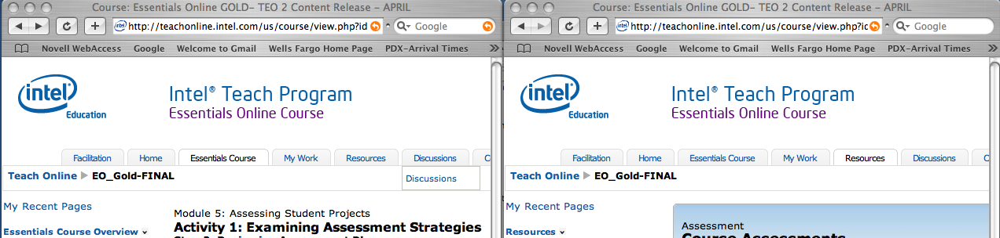 Course: Essentials Online GOLD– TEO 2 Content Release – APRIL
http://teachonline.intel.com/us/course/view.php?id
Google
Novell WebAccess Google Welcome to Gmail Wells Fargo Home Page PDX-Arrival Times
intel
Education
Intel® Teach Program
Essentials Online Course
Facilitation Home Essentials Course My Work Resources Discussions
Teach Online EO_Gold-FINAL
Discussions
My Recent Pages
Essentials Course Overview
Module 5: Assessing Student Projects
Activity 1: Examining Assessment Strategies
Course: Essentials Online GOLD– TEO 2 Content Release – APRIL
http://teachonline.intel.com/us/course/view.php?ic
Google
Novell WebAccess Google Welcome to Gmail Wells Fargo Home Page PDX-Arrival Times
intel
Education
Intel® Teach Program
Essentials Online Course
Facilitation Home Essentials Course My Work Resources Discussions
Teach Online EO_Gold-FINAL
My Recent Pages
Resources
Assessment
Course Assessments